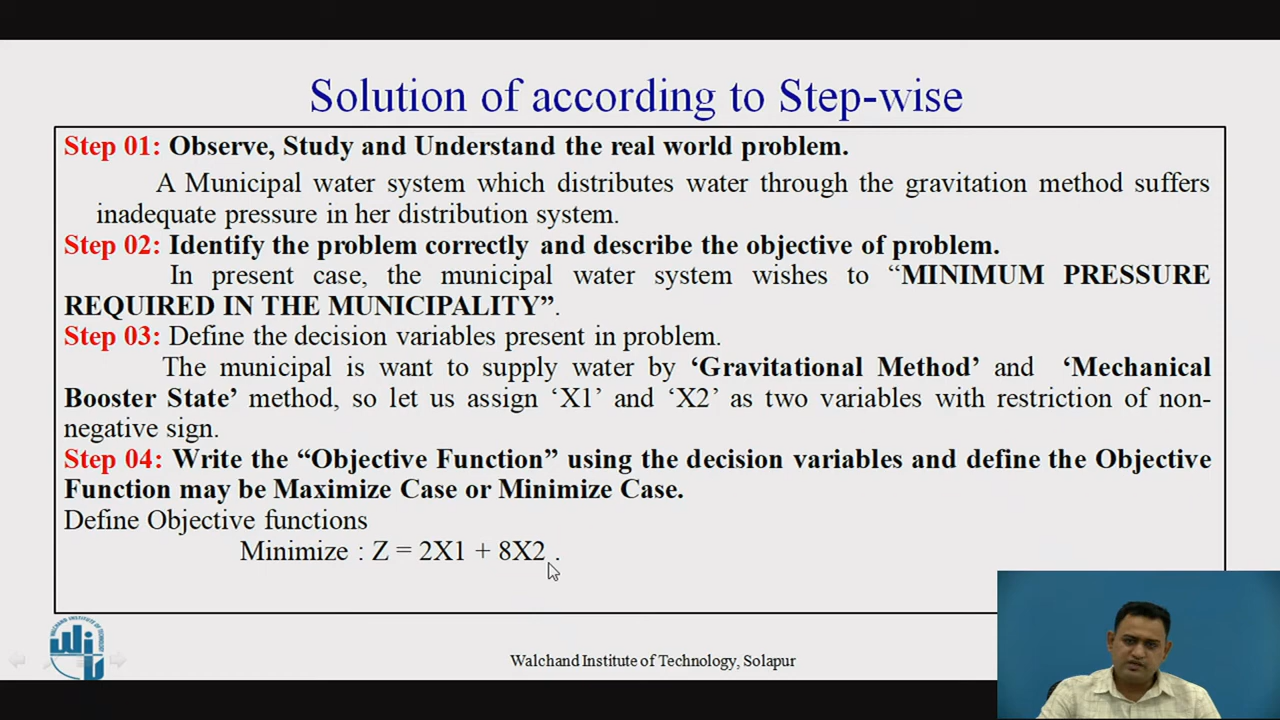 Solution of according to Step-wise
Step 01: Observe, Study and Understand the real world problem.
A Municipal water system which distributes water through the gravitation method suffers
inadequate pressure in her distribution system.
Step 02: Identify the problem correctly and describe the objective of problem.
In present case, the municipal water system wishes to “MINIMUM PRESSURE
REQUIRED IN THE MUNICIPALITY”.
Step 03: Define the decision variables present in problem.
The municipal is want to supply water by ‘Gravitational Method’ and ‘Mechanical
Booster State’ method, so let us assign ‘X1’ and ‘X2’ as two variables with restriction of non-
negative sign.
Step 04: Write the “Objective Function” using the decision variables and define the Objective
Function may be Maximize Case or Minimize Case.
Define Objective functions
Minimize : Z = 2X1 + 8X2 .
Walchand Institute of Technology, Solapur